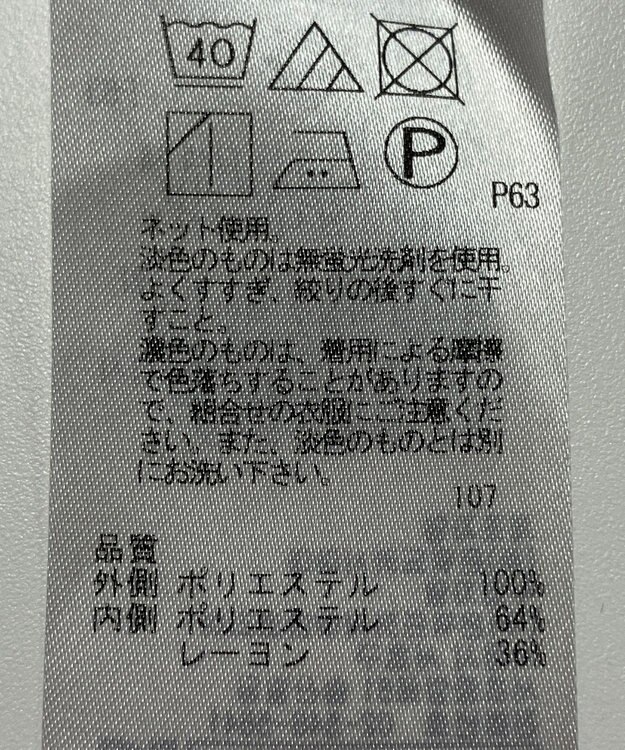 40
P
P63
ネット使用。
淡色のものは無蛍光洗剤を使用。
よくすすぎ、絞りの後すぐに干
すこと。
濃色のものは、着用による摩擦
で色落ちすることがありますの
で、組合せの衣服にご注意くだ
さい。また、淡色のものとは別
にお洗い下さい。
107
品質
外側 ポリエステル 100%
内側 ポリエステル 64%
レーヨン 36%